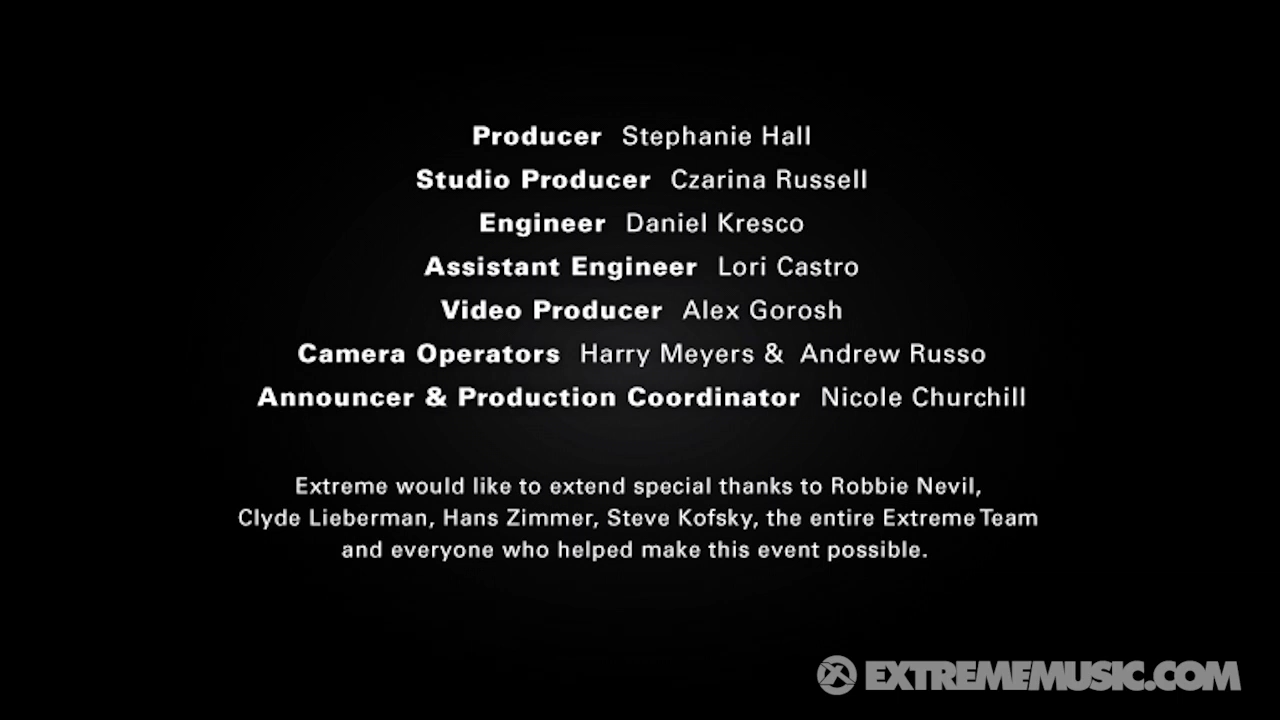 Producer Stephanie Hall
Studio Producer Czarina Russell
Engineer Daniel Kresco
Assistant Engineer Lori Castro
Video Producer Alex Gorosh
Camera Operators Harry Meyers & Andrew Russo
Announcer & Production Coordinator Nicole Churchill
Extreme would like to extend special thanks to Robbie Nevil,
Clyde Lieberman, Hans Zimmer, Steve Kofsky, the entire Extreme Team
and everyone who helped make this event possible.
EXTREMEMUSIC.COM